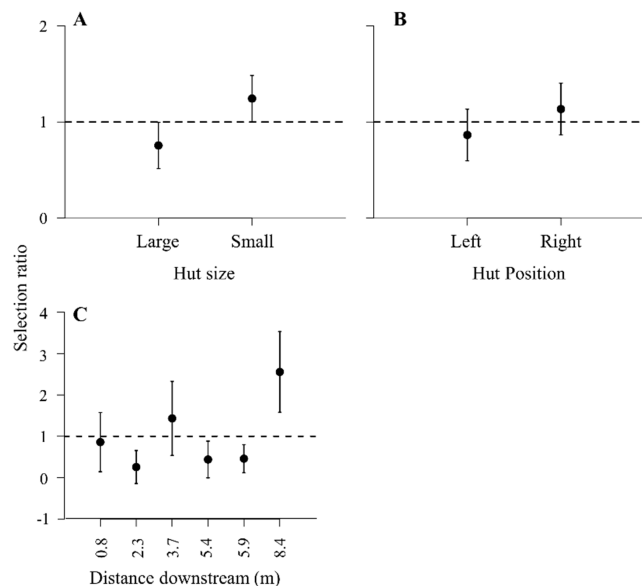 A
2
1
0
Large Small
Hut size
B
Left Right
Hut Position
Selection ratio
C
4
3
2
1
0
-1
0.8 2.3 3.7 5.4 5.9 8.4
Distance downstream (m)